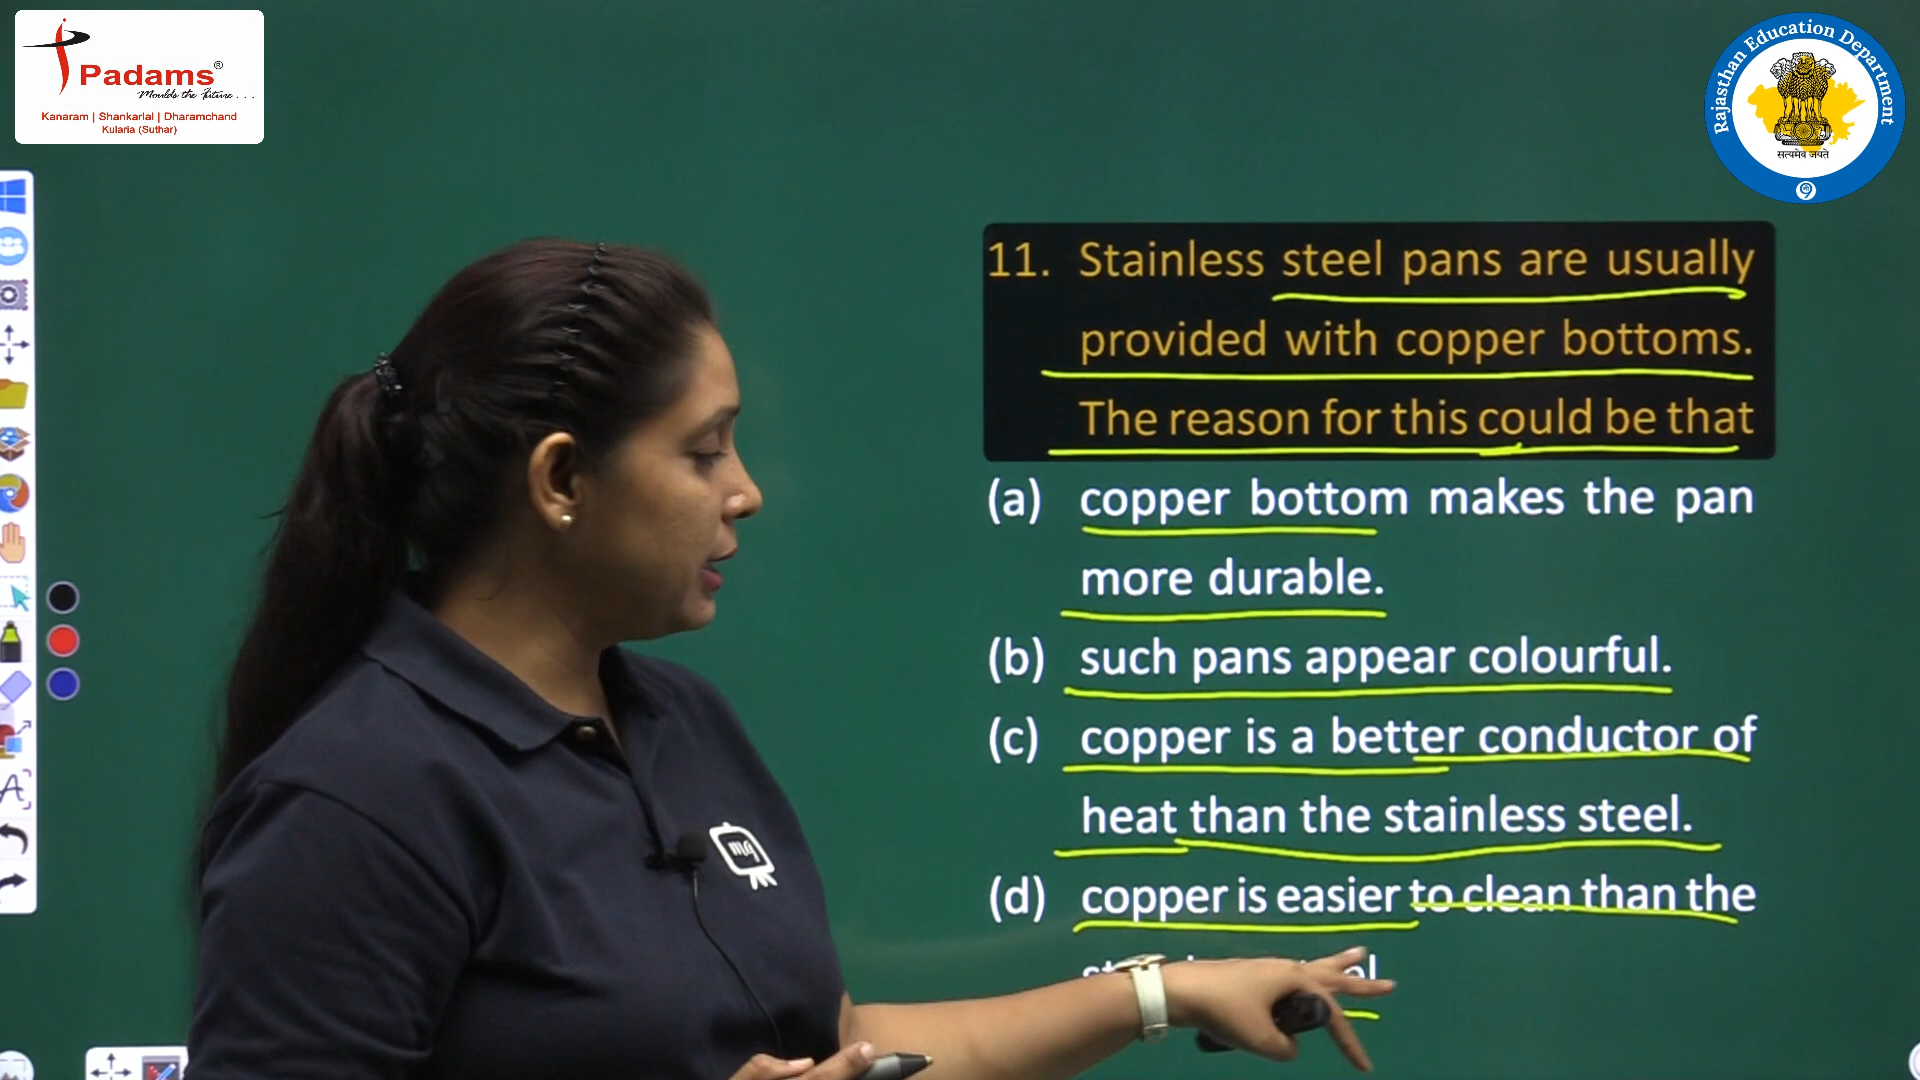 Padams®
Moulds the Future . . .
Kanaram | Shankarlal | Dharamchand
Kularia (Suthar)
Rajasthan Education Department
सत्यमेव जयते
11. Stainless steel pans are usually
provided with copper bottoms.
The reason for this could be that
(a) copper bottom makes the pan
more durable.
(b) such pans appear colourful.
(c) copper is a better conductor of
heat than the stainless steel.
(d) copper is easier to clean than the
mq